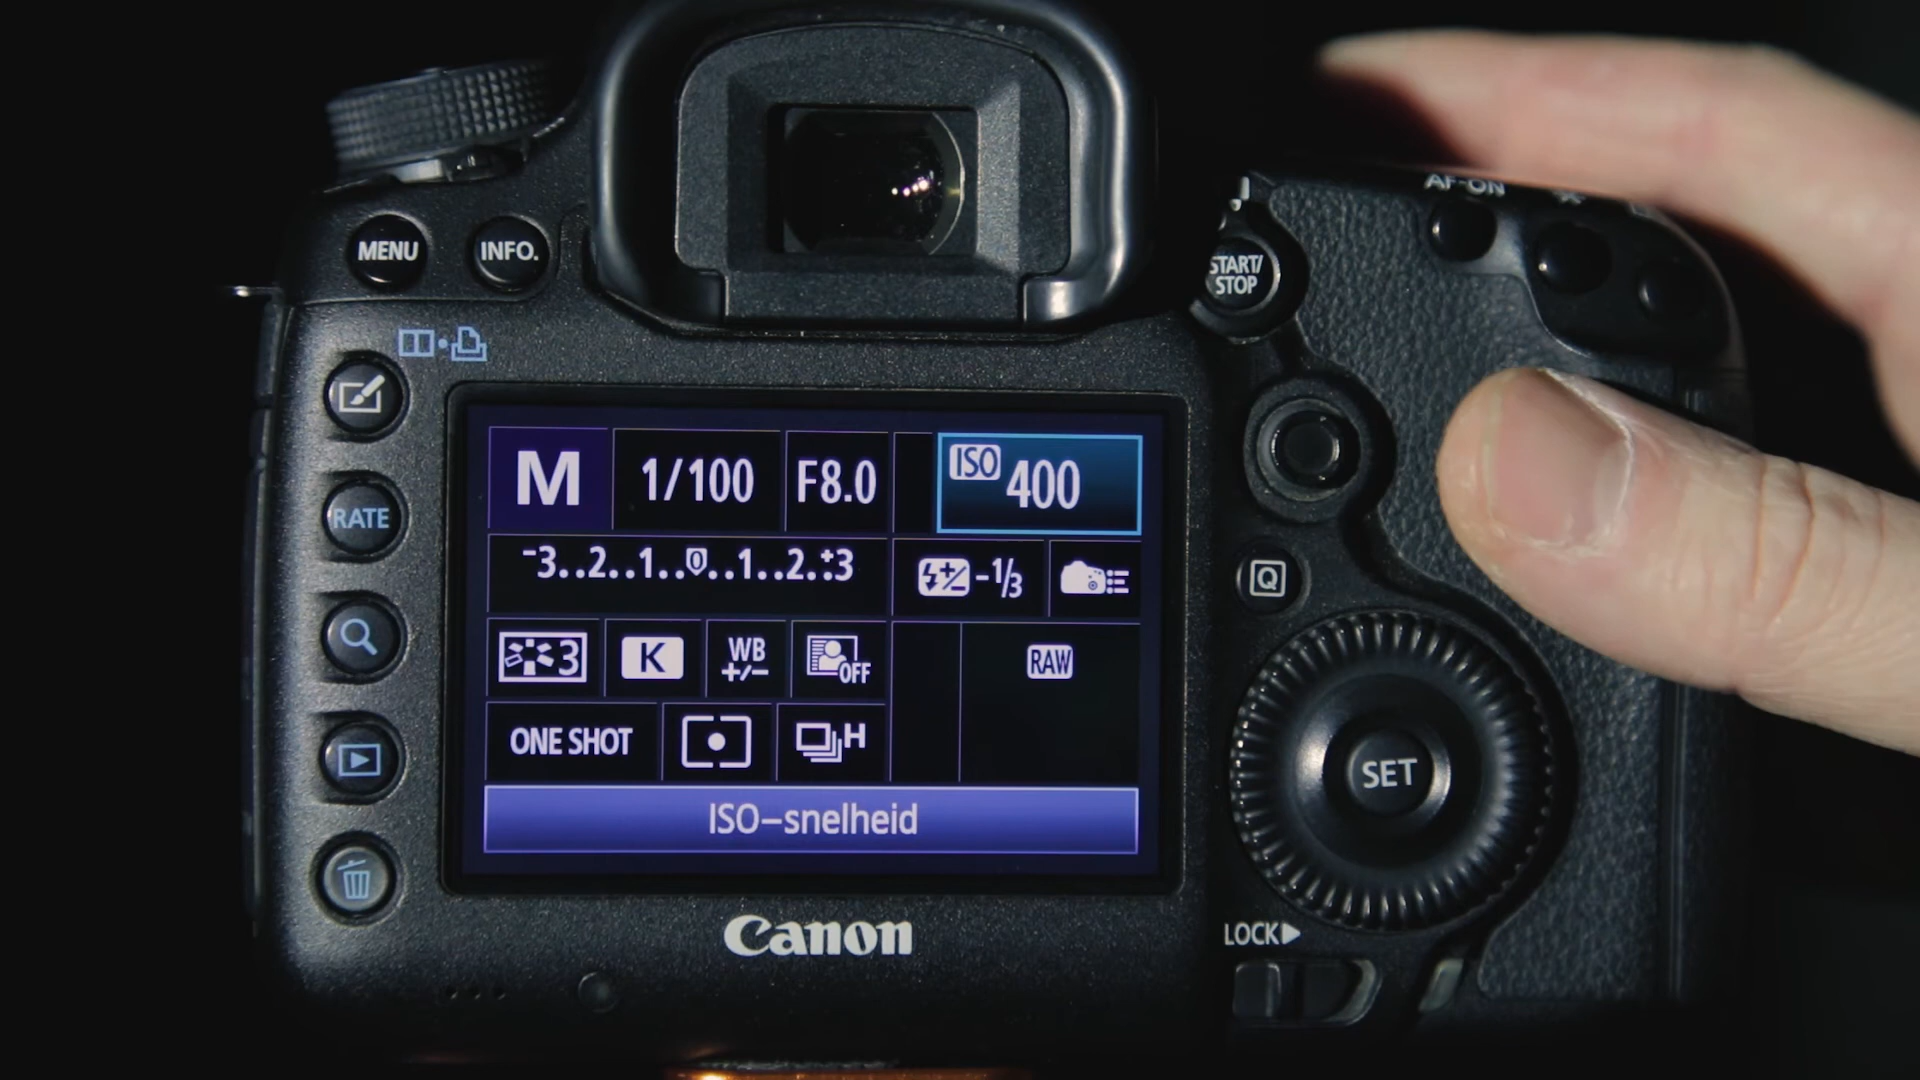 AF-ON
MENU
INFO.
START/
STOP
M
1/100
F8.0
ISO
400
-3..2..1..0..1..2.+3
-1/3
Q
RATE
3
K
WB
+/-
OFF
RAW
ONE SHOT
H
SET
ISO-snelheid
Canon
LOCK▶